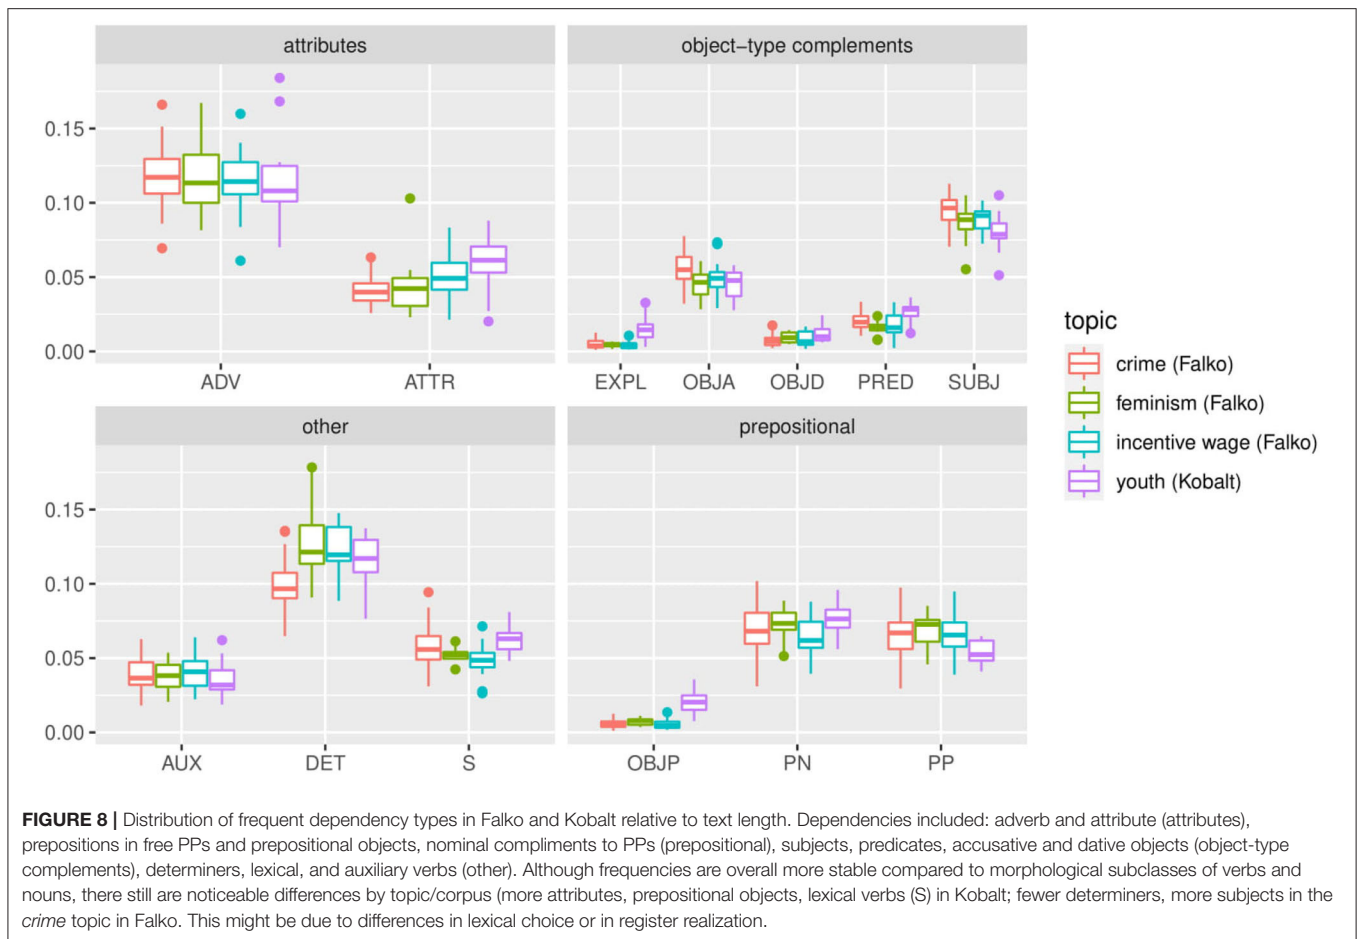 attributes
object−type complements
0.15
0.10
0.05
0.00
ADV
ATTR
EXPL
OBJA
OBJD
PRED
SUBJ
other
prepositional
0.15
0.10
0.05
0.00
AUX
DET
S
OBJP
PN
PP
topic
crime (Falko)
feminism (Falko)
incentive wage (Falko)
youth (Kobalt)
FIGURE 8 | Distribution of frequent dependency types in Falko and Kobalt relative to text length. Dependencies included: adverb and attribute (attributes),
prepositions in free PPs and prepositional objects, nominal compliments to PPs (prepositional), subjects, predicates, accusative and dative objects (object-type
complements), determiners, lexical, and auxiliary verbs (other). Although frequencies are overall more stable compared to morphological subclasses of verbs and
nouns, there still are noticeable differences by topic/corpus (more attributes, prepositional objects, lexical verbs (S) in Kobalt; fewer determiners, more subjects in the
crime topic in Falko. This might be due to differences in lexical choice or in register realization.